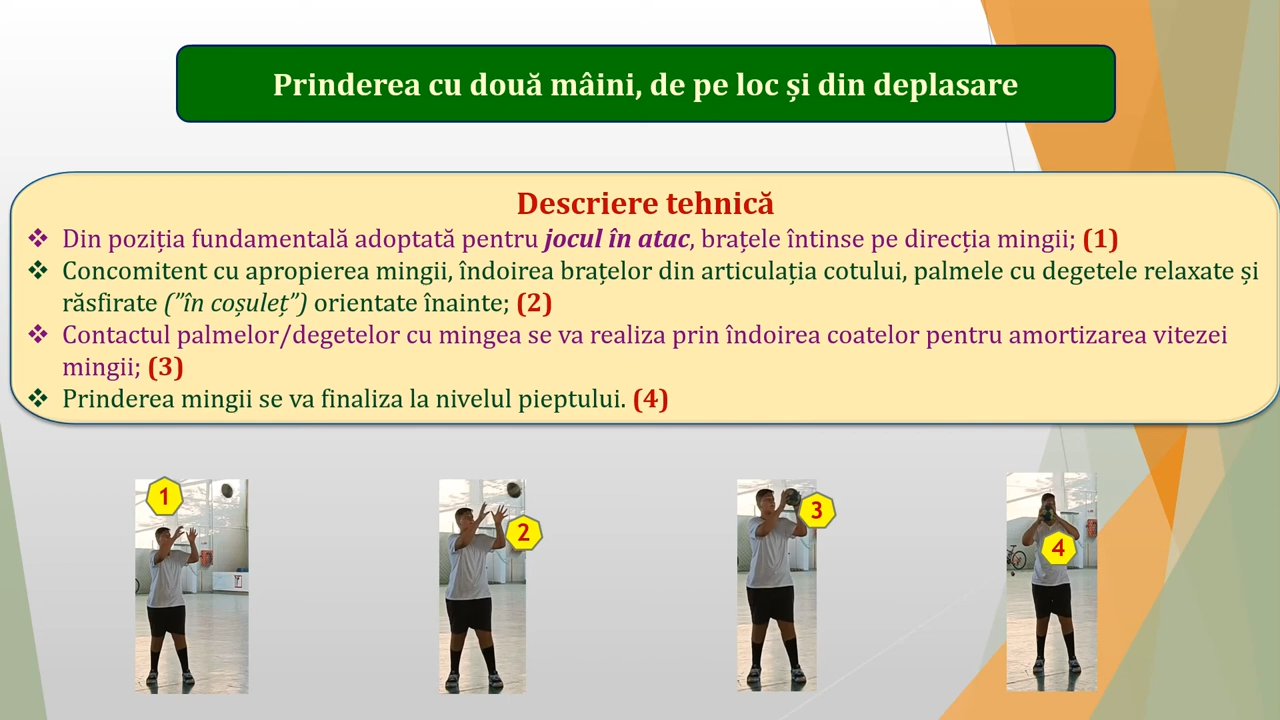 Prinderea cu două mâini, de pe loc și din deplasare
Descriere tehnică
❖ Din poziția fundamentală adoptată pentru jocul în atac, brațele întinse pe direcția mingii; (1)
❖ Concomitent cu apropierea mingii, îndoirea brațelor din articulația cotului, palmele cu degetele relaxate și
răsfirate (”în coșuleț”) orientate înainte; (2)
❖ Contactul palmelor/degetelor cu mingea se va realiza prin îndoirea coatelor pentru amortizarea vitezei
mingii; (3)
❖ Prinderea mingii se va finaliza la nivelul pieptului. (4)
1
2
3
4